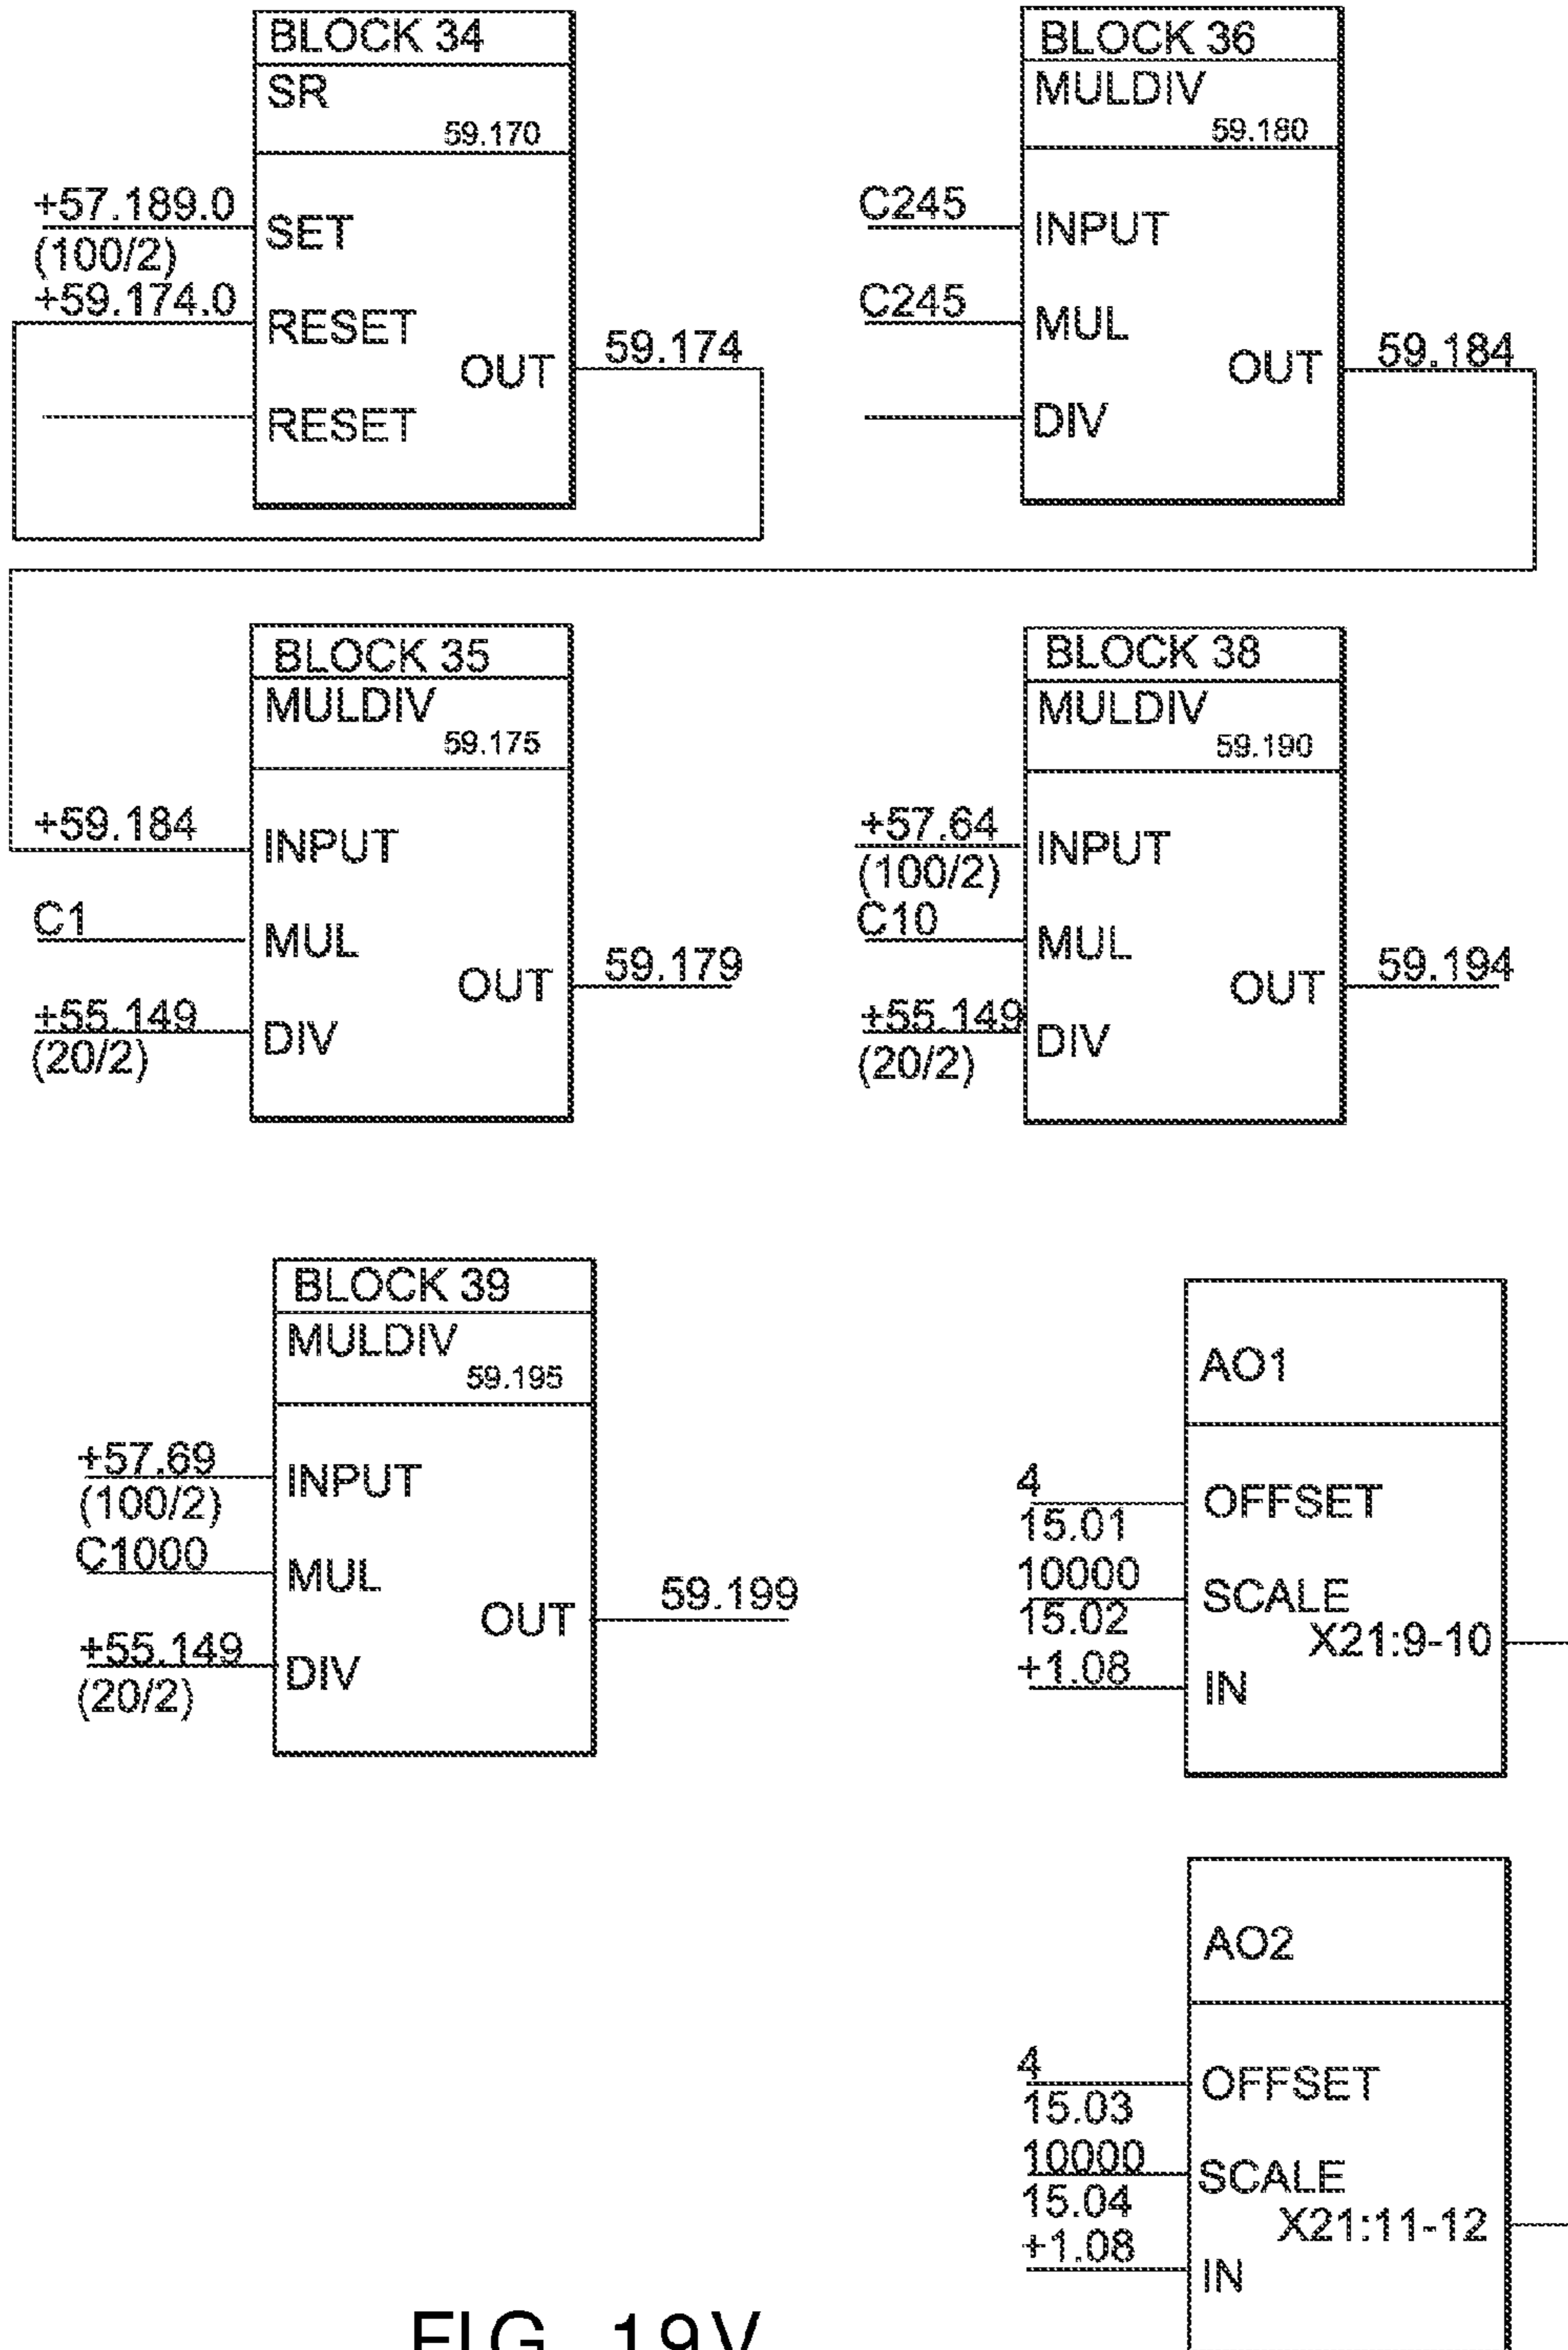 BLOCK 34
SR
59.170
+57.189.0
SET
(100/2)
+59.174.0
RESET
59.174
OUT
RESET
BLOCK 36
MULDIV
59.180
C245
INPUT
C245
MUL
59.184
OUT
DIV
BLOCK 35
MULDIV
59.175
+59.184
INPUT
C1
MUL
59.179
OUT
+55.149
DIV
(20/2)
BLOCK 38
MULDIV
59.190
+57.64
INPUT
(100/2)
C10
MUL
59.194
OUT
+55.149
DIV
(20/2)
BLOCK 39
MULDIV
59.195
+57.69
INPUT
(100/2)
C1000
MUL
59.199
OUT
+55.149
DIV
(20/2)
AO1
4
OFFSET
15.01
10000
SCALE
15.02
X21:9-10
+1.08
IN
AO2
4
OFFSET
15.03
10000
SCALE
15.04
X21:11-12
+1.08
IN
FIG. 19V